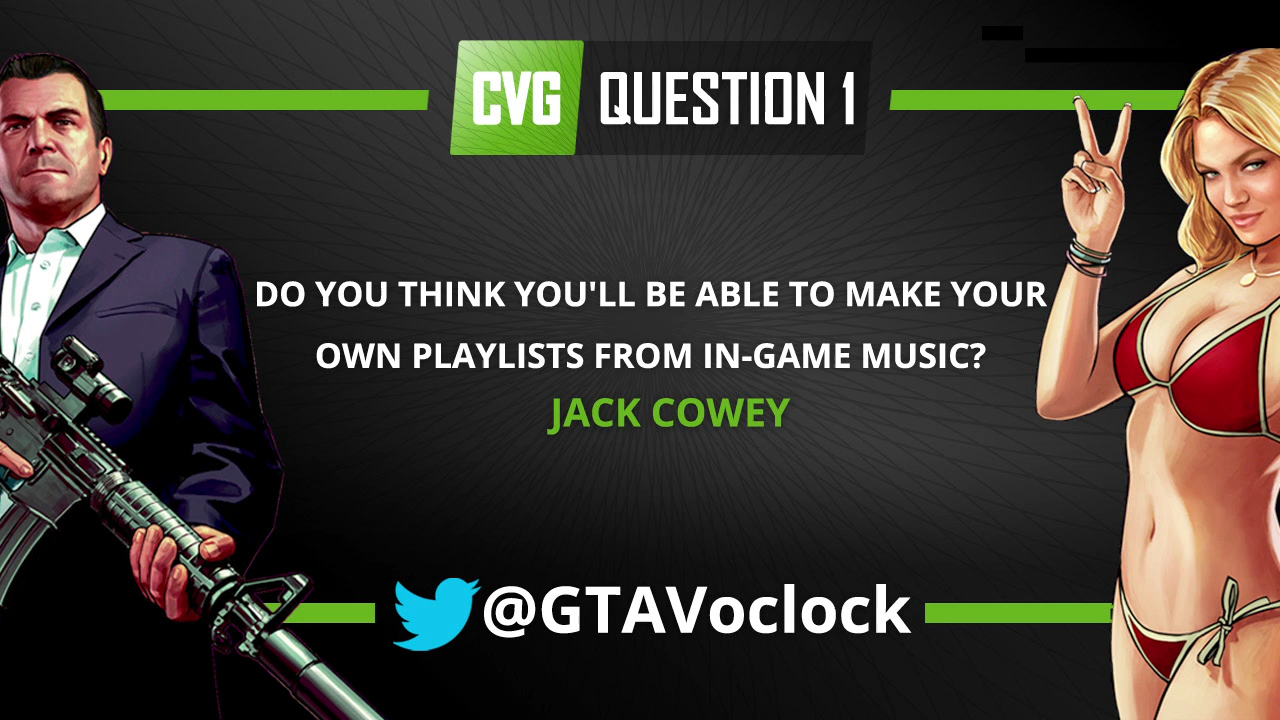 CVG QUESTION 1
DO YOU THINK YOU'LL BE ABLE TO MAKE YOUR
OWN PLAYLISTS FROM IN-GAME MUSIC?
JACK COWEY
@GTAVoclock